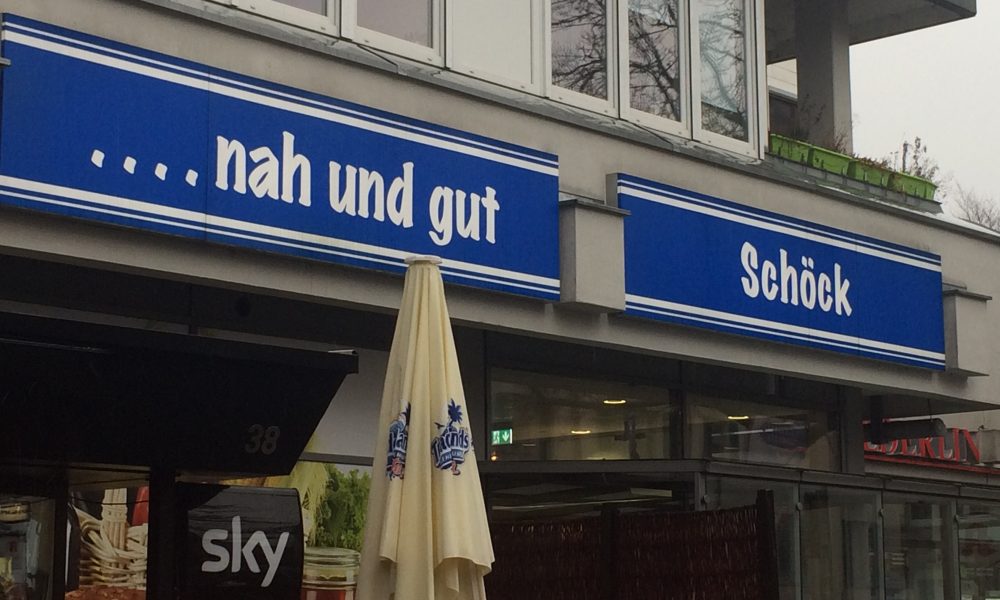 ....nah und gut
Schöck
38
sky